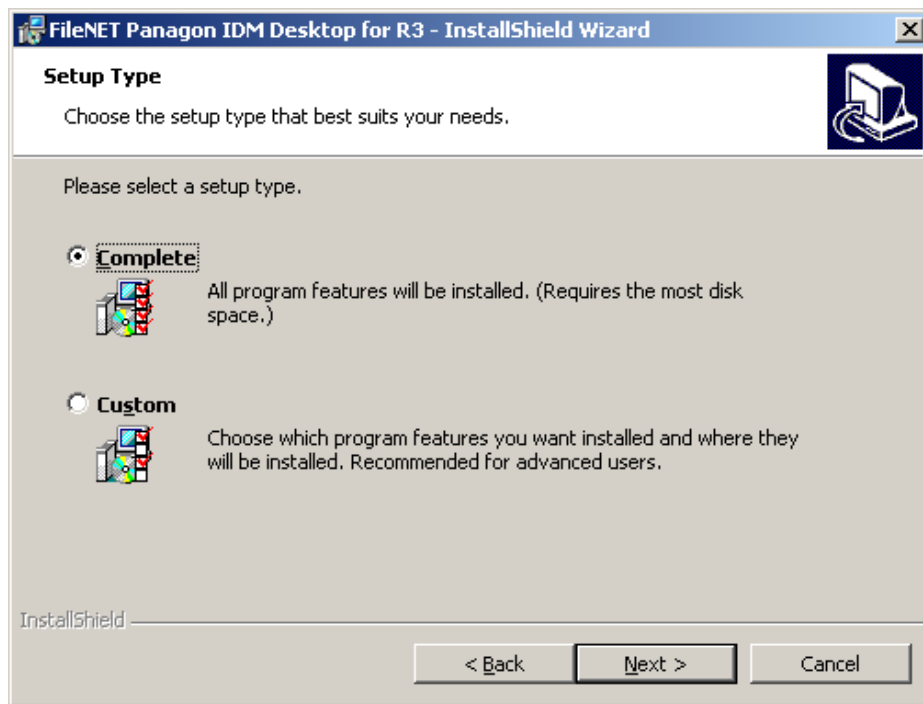 FileNET Panagon IDM Desktop for R3 - InstallShield Wizard
Setup Type
Choose the setup type that best suits your needs.
Please select a setup type.
Complete
All program features will be installed. (Requires the most disk
space.)
Custom
Choose which program features you want installed and where they
will be installed. Recommended for advanced users.
InstallShield
< Back
Next >
Cancel